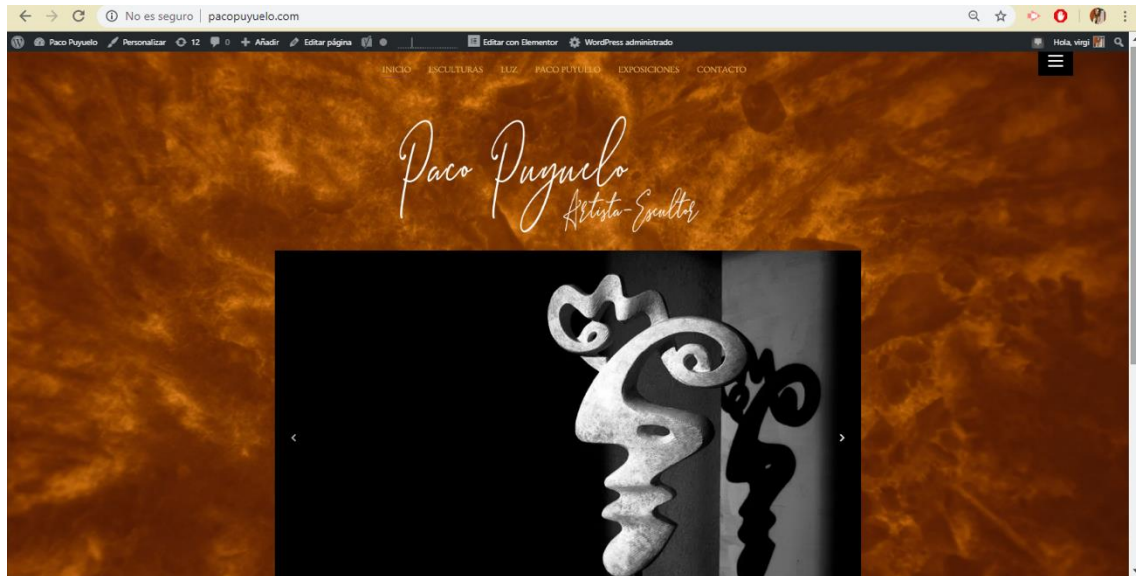 No es seguro | pacopuyuelo.com
Paco Puyuelo Personalizar 12 0 + Añadir Editar página Editar con Elementor WordPress administrado Hola, virgi
INICIO ESCULTURAS LUZ PACO PUYUELO EXPOSICIONES CONTACTO
Paco Puyuelo
Artista-Escultor